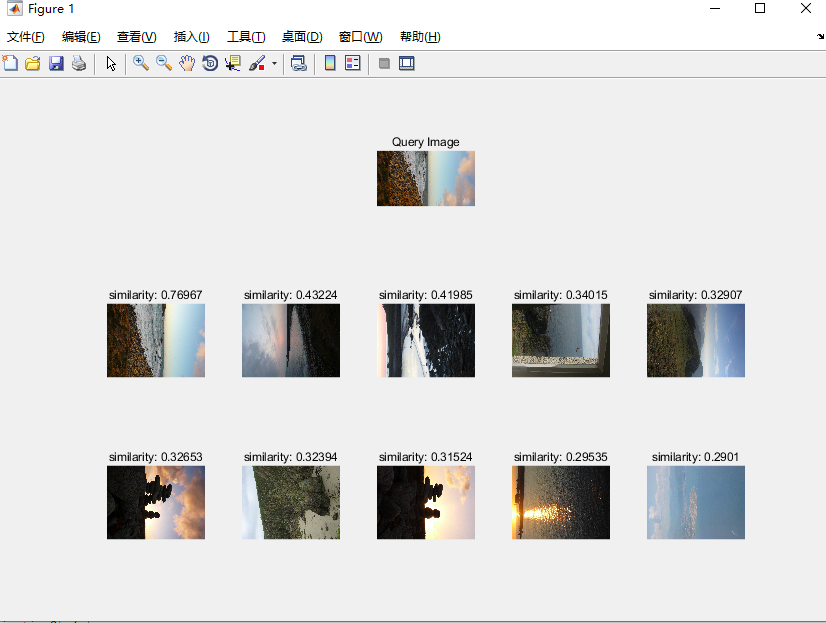 Figure 1
文件(F) 编辑(E) 查看(V) 插入(I) 工具(T) 桌面(D) 窗口(W) 帮助(H)
Query Image
similarity: 0.76967 similarity: 0.43224 similarity: 0.41985 similarity: 0.34015 similarity: 0.32907
similarity: 0.32653 similarity: 0.32394 similarity: 0.31524 similarity: 0.29535 similarity: 0.2901